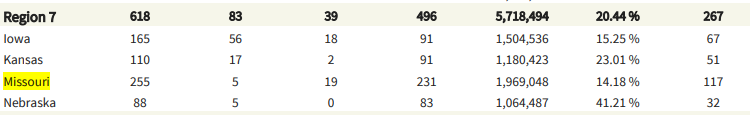 Region 7 618 83 39 496 5,718,494 20.44 % 267
Iowa 165 56 18 91 1,504,536 15.25 % 67
Kansas 110 17 2 91 1,180,423 23.01 % 51
Missouri 255 5 19 231 1,969,048 14.18 % 117
Nebraska 88 5 0 83 1,064,487 41.21 % 32